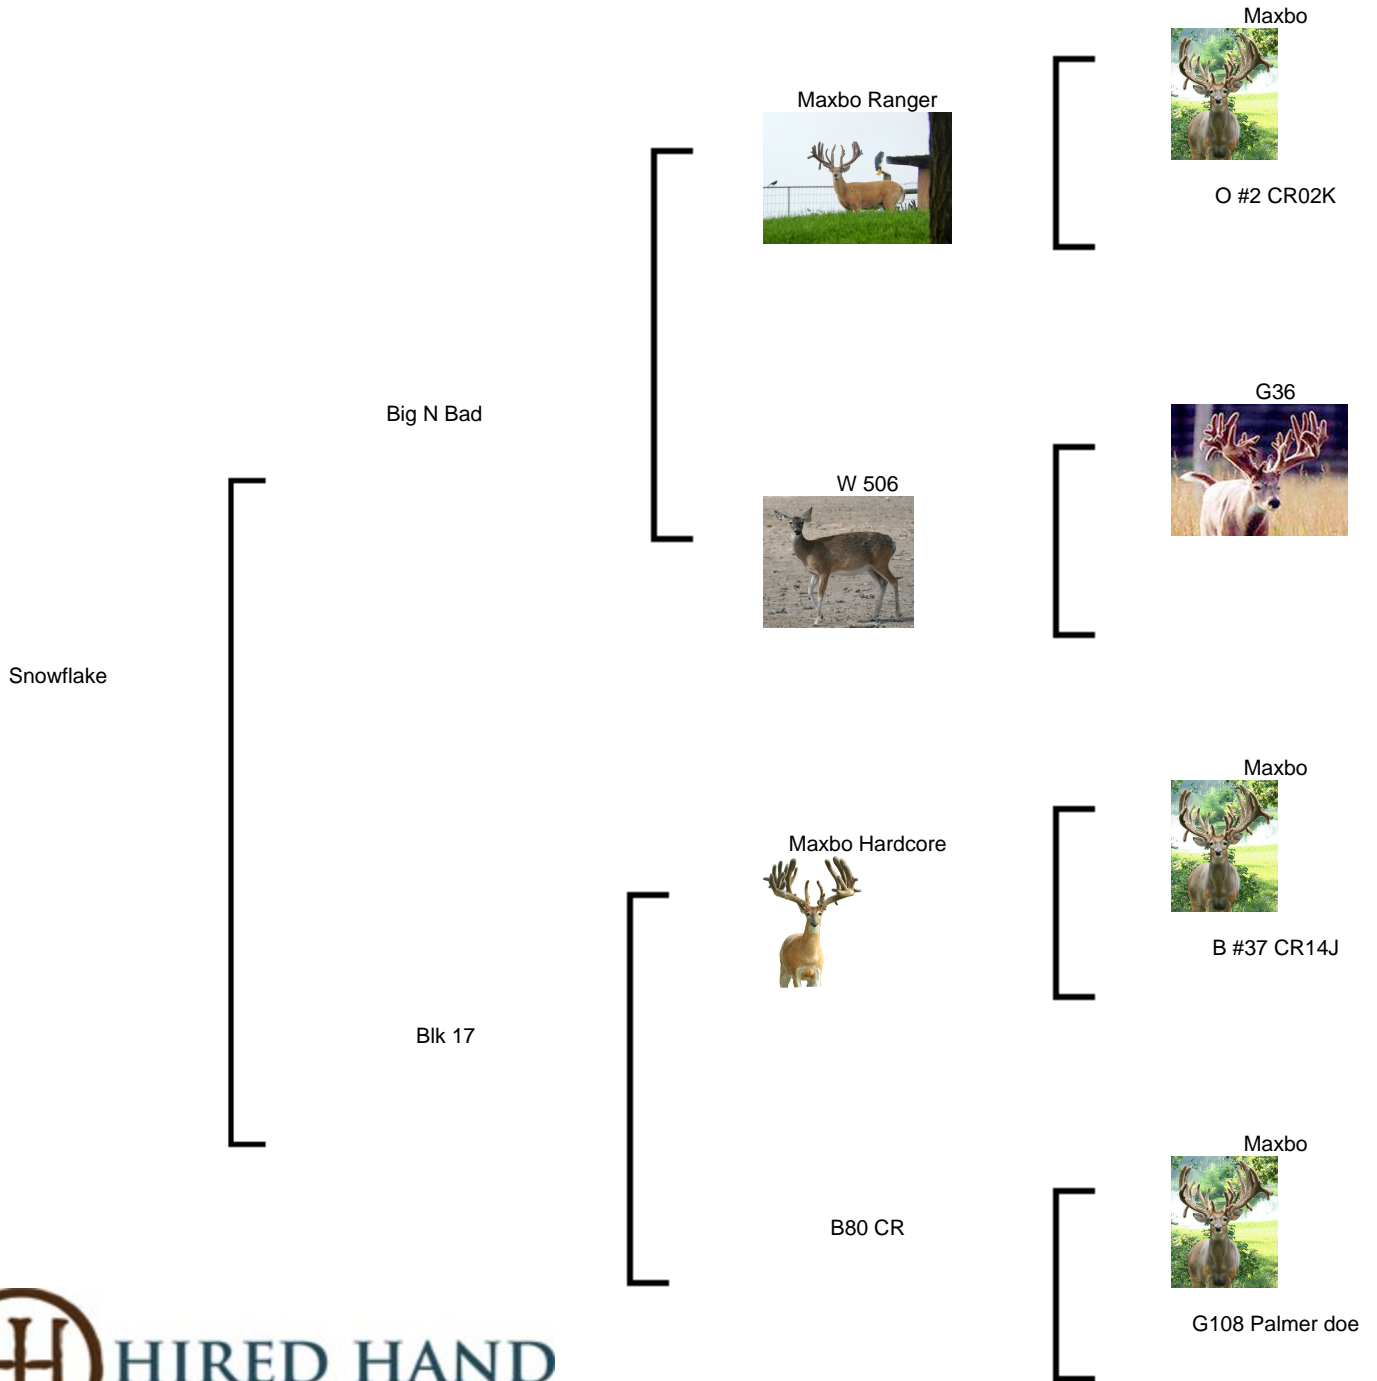 Maxbo
Maxbo Ranger
O #2 CR02K
G36
Big N Bad
W 506
Snowflake
Maxbo
Maxbo Hardcore
B #37 CR14J
Blk 17
Maxbo
B80 CR
G108 Palmer doe
H HIRED HAND